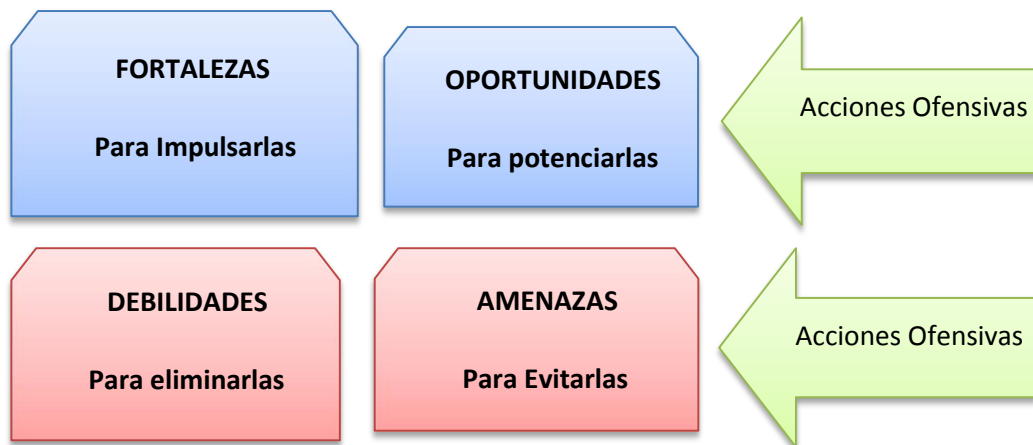 FORTALEZAS
Para Impulsarlas
OPORTUNIDADES
Para potenciarlas
Acciones Ofensivas
DEBILIDADES
Para eliminarlas
AMENAZAS
Para Evitarlas
Acciones Ofensivas